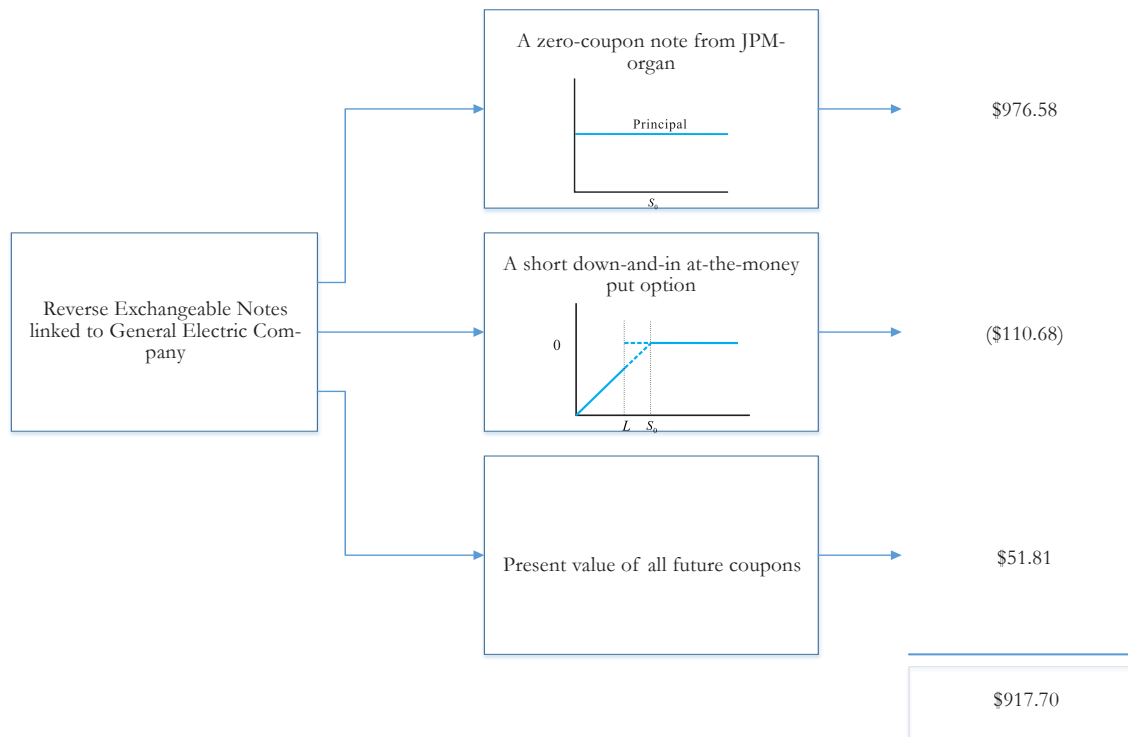 A zero-coupon note from JPM-
organ
Principal
S₀
$976.58
Reverse Exchangeable Notes
linked to General Electric Com-
pany
A short down-and-in at-the-money
put option
0
L S₀
($110.68)
Present value of all future coupons
$51.81
$917.70